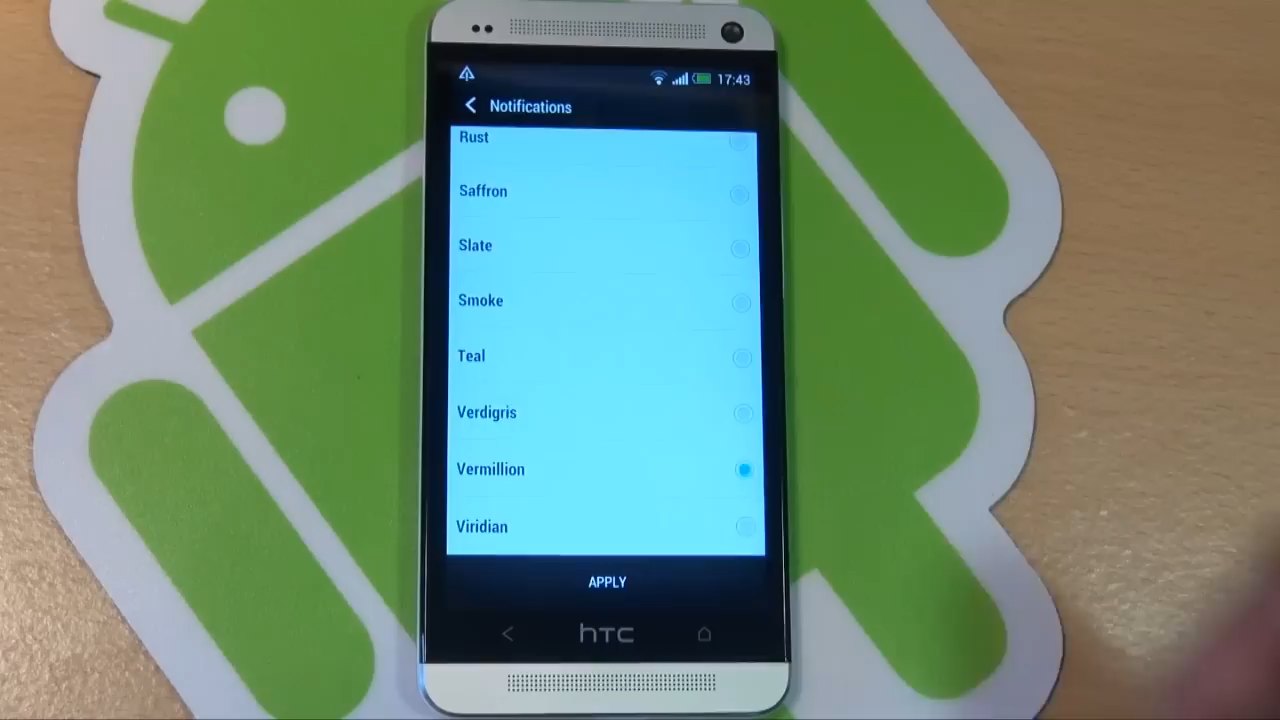 17:43
Notifications
Rust
Saffron
Slate
Smoke
Teal
Verdigris
Vermillion
Viridian
APPLY
hTC